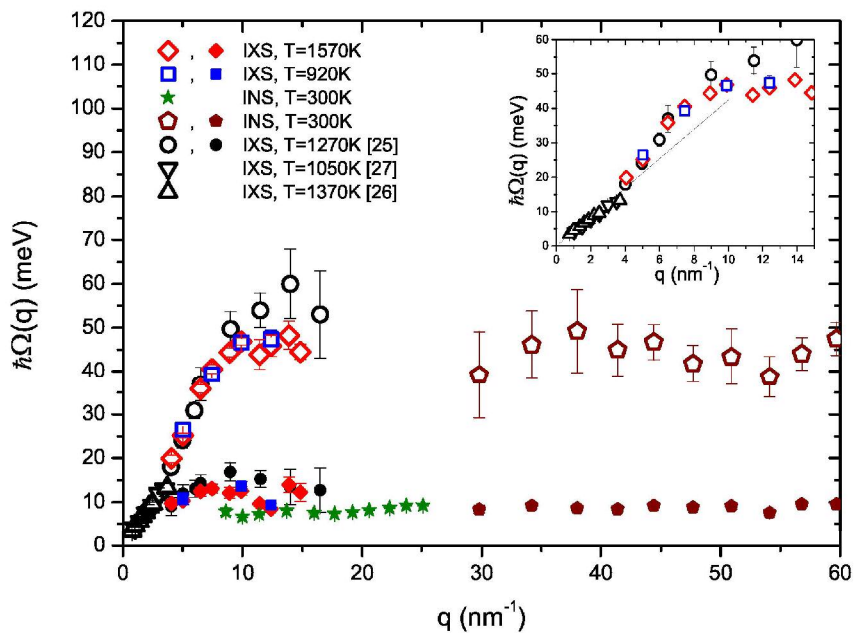 120
110
100
90
80
70
60
50
40
30
20
10
0
ħΩ(q) (meV)
0 10 20 30 40 50 60
q (nm⁻¹)
, IXS, T=1570K
, IXS, T=920K
INS, T=300K
, INS, T=300K
, IXS, T=1270K [25]
IXS, T=1050K [27]
IXS, T=1370K [26]
60
50
40
30
20
10
0
ħΩ(q) (meV)
0 2 4 6 8 10 12 14
q (nm⁻¹)